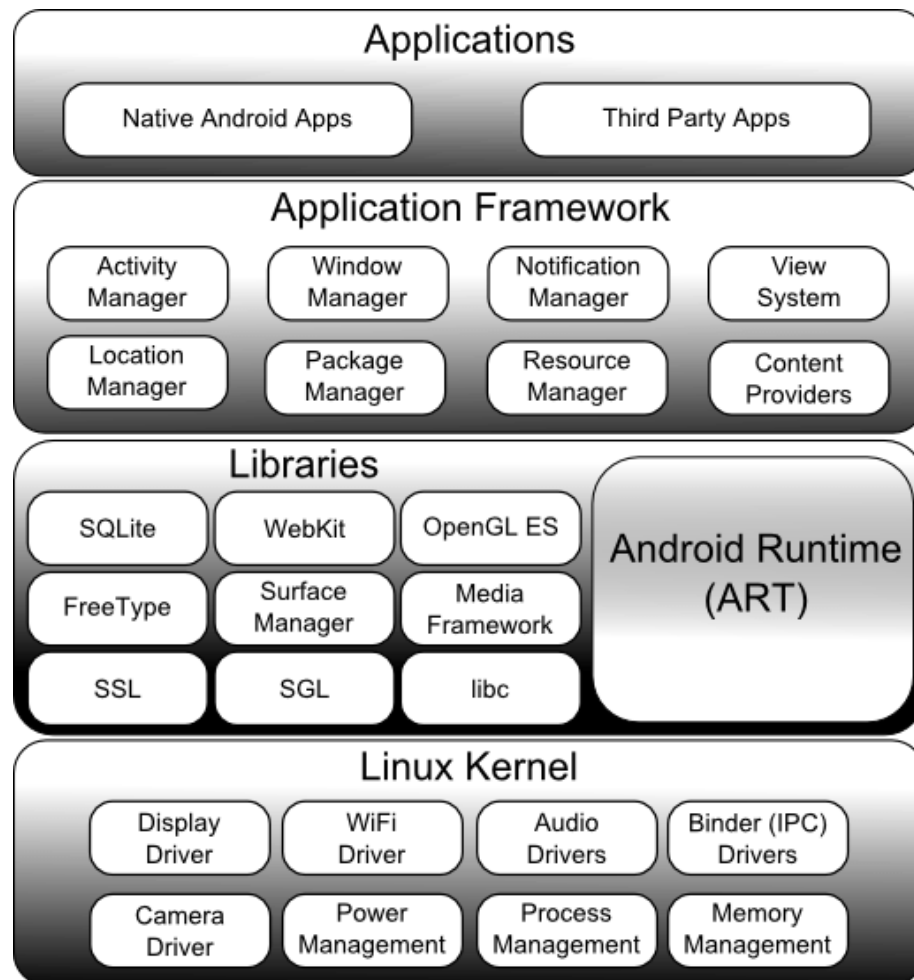 Applications
Native Android Apps
Third Party Apps
Application Framework
Activity
Manager
Window
Manager
Notification
Manager
View
System
Location
Manager
Package
Manager
Resource
Manager
Content
Providers
Libraries
SQLite
WebKit
OpenGL ES
FreeType
Surface
Manager
Media
Framework
SSL
SGL
libc
Android Runtime
(ART)
Linux Kernel
Display
Driver
WiFi
Driver
Audio
Drivers
Binder (IPC)
Drivers
Camera
Driver
Power
Management
Process
Management
Memory
Management